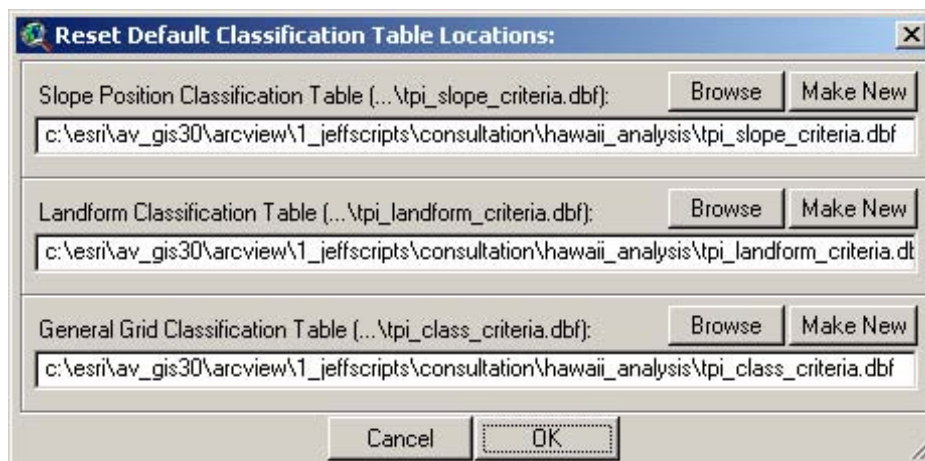 Reset Default Classification Table Locations:
Slope Position Classification Table (...\tpi_slope_criteria.dbf): Browse Make New
c:\esri\av_gis30\arcview\1_jeffscripts\consultation\hawaii_analysis\tpi_slope_criteria.dbf
Landform Classification Table (...\tpi_landform_criteria.dbf): Browse Make New
c:\esri\av_gis30\arcview\1_jeffscripts\consultation\hawaii_analysis\tpi_landform_criteria.db
General Grid Classification Table (...\tpi_class_criteria.dbf): Browse Make New
c:\esri\av_gis30\arcview\1_jeffscripts\consultation\hawaii_analysis\tpi_class_criteria.dbf
Cancel OK